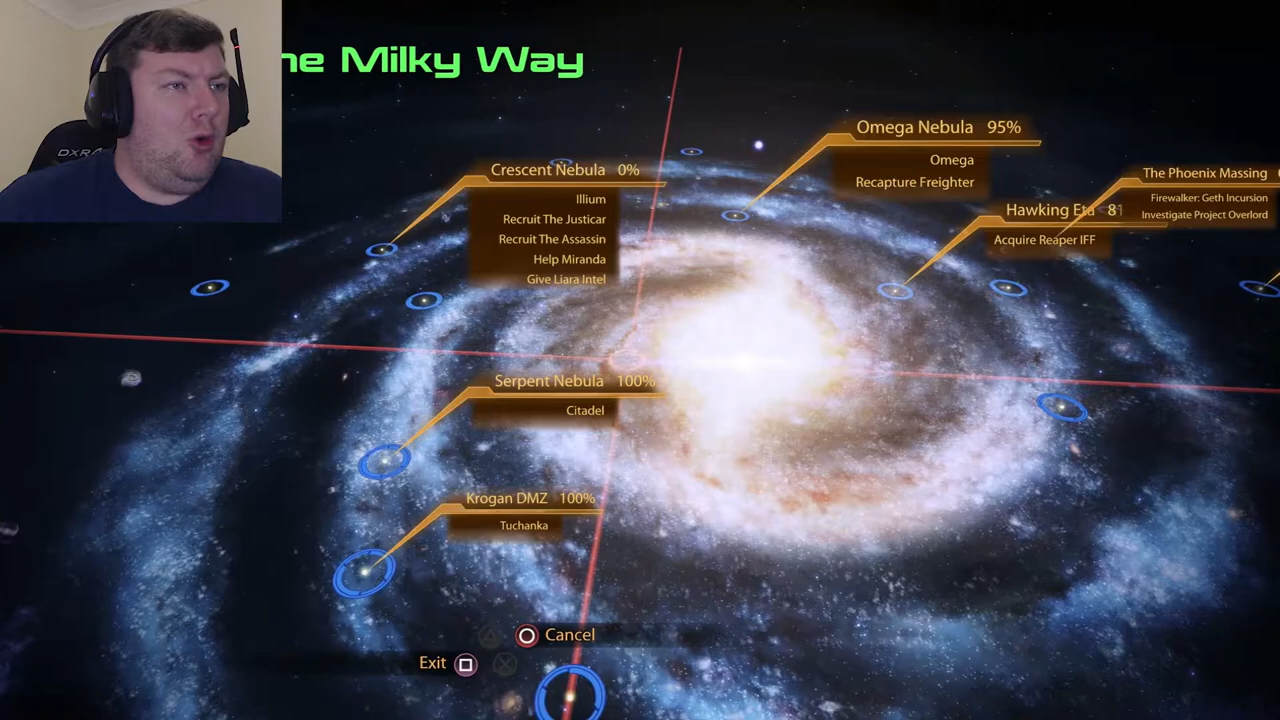 ne Milky Way
DXR
Omega Nebula 95%
Omega
Recapture Freighter
Crescent Nebula 0%
Illium
Recruit The Justicar
Recruit The Assassin
Help Miranda
Give Liara Intel
The Phoenix Massing
Firewalker: Geth Incursion
Investigate Project Overlord
Hawking Eta 81
Acquire Reaper IFF
Serpent Nebula 100%
Citadel
Krogan DMZ 100%
Tuchanka
Cancel
Exit